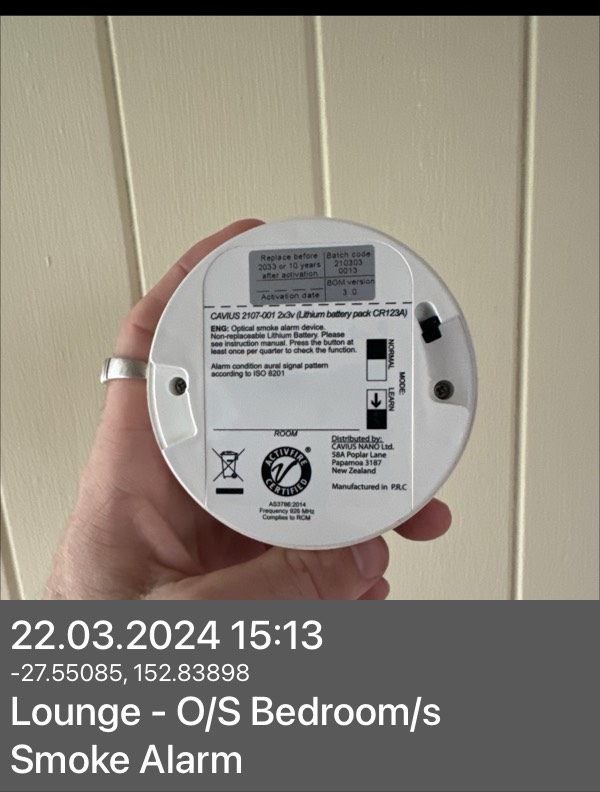 Replace before
2033 or 10 years
after activation
Activation date
Batch code
210303
0013
BOM version
3.0
CAVIUS 2107-001 2x3v (Lithium battery pack CR123A)
ENG: Optical smoke alarm device.
Non-replaceable Lithium Battery. Please
see instruction manual. Press the button at
least once per quarter to check the function.
Alarm condition aural signal pattern
according to ISO 8201
NORMAL
MODE:
LEARN
ROOM
ACTIVFIRE
CERTIFIED
®
AS3786:2014
Frequency 926 MHz
Complies to RCM
Distributed by:
CAVIUS NANO Ltd.
58A Poplar Lane
Papamoa 3187
New Zealand
Manufactured in P.R.C
22.03.2024 15:13
-27.55085, 152.83898
Lounge - O/S Bedroom/s
Smoke Alarm